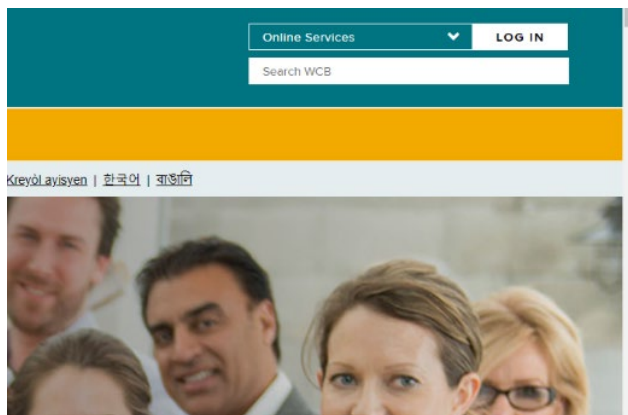 Online Services LOG IN
Search WCB
Kreyòl ayisyen | 한국어 | বাঙালি